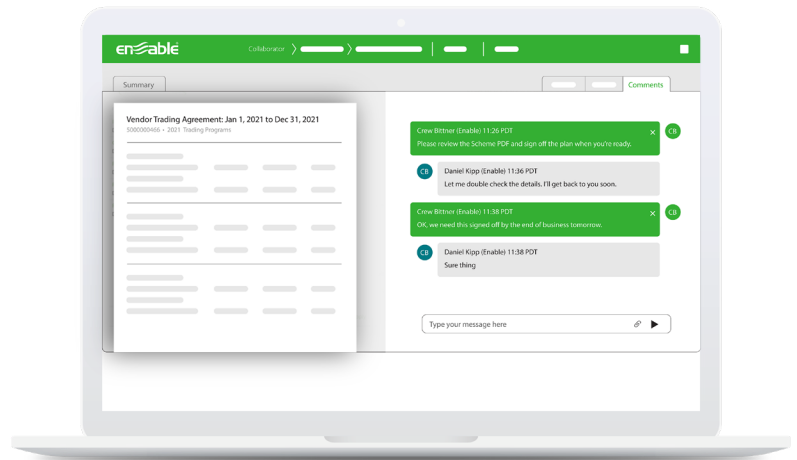 enable
Collaborator
Summary
Comments
Vendor Trading Agreement: Jan 1, 2021 to Dec 31, 2021
5000000466 • 2021 Trading Programs
Crew Bittner (Enable) 11:26 PDT
Please review the Scheme PDF and sign off the plan when you're ready.
CB
CB
Daniel Kipp (Enable) 11:36 PDT
Let me double check the details. I'll get back to you soon.
Crew Bittner (Enable) 11:38 PDT
OK, we need this signed off by the end of business tomorrow.
CB
CB
Daniel Kipp (Enable) 11:38 PDT
Sure thing
Type your message here